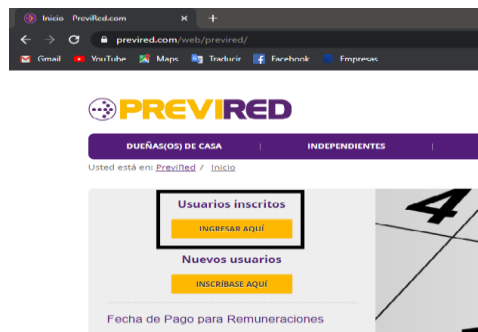 Inicio PreviRed.com
previred.com/web/previred/
Gmail YouTube Maps Traducir Facebook Empresas
PREVIRED
DUEÑAS(OS) DE CASA | INDEPENDIENTES |
Usted está en: PreviRed / Inicio
Usuarios inscritos
INGRESAR AQUÍ
Nuevos usuarios
INSCRÍBASE AQUÍ
Fecha de Pago para Remuneraciones
4